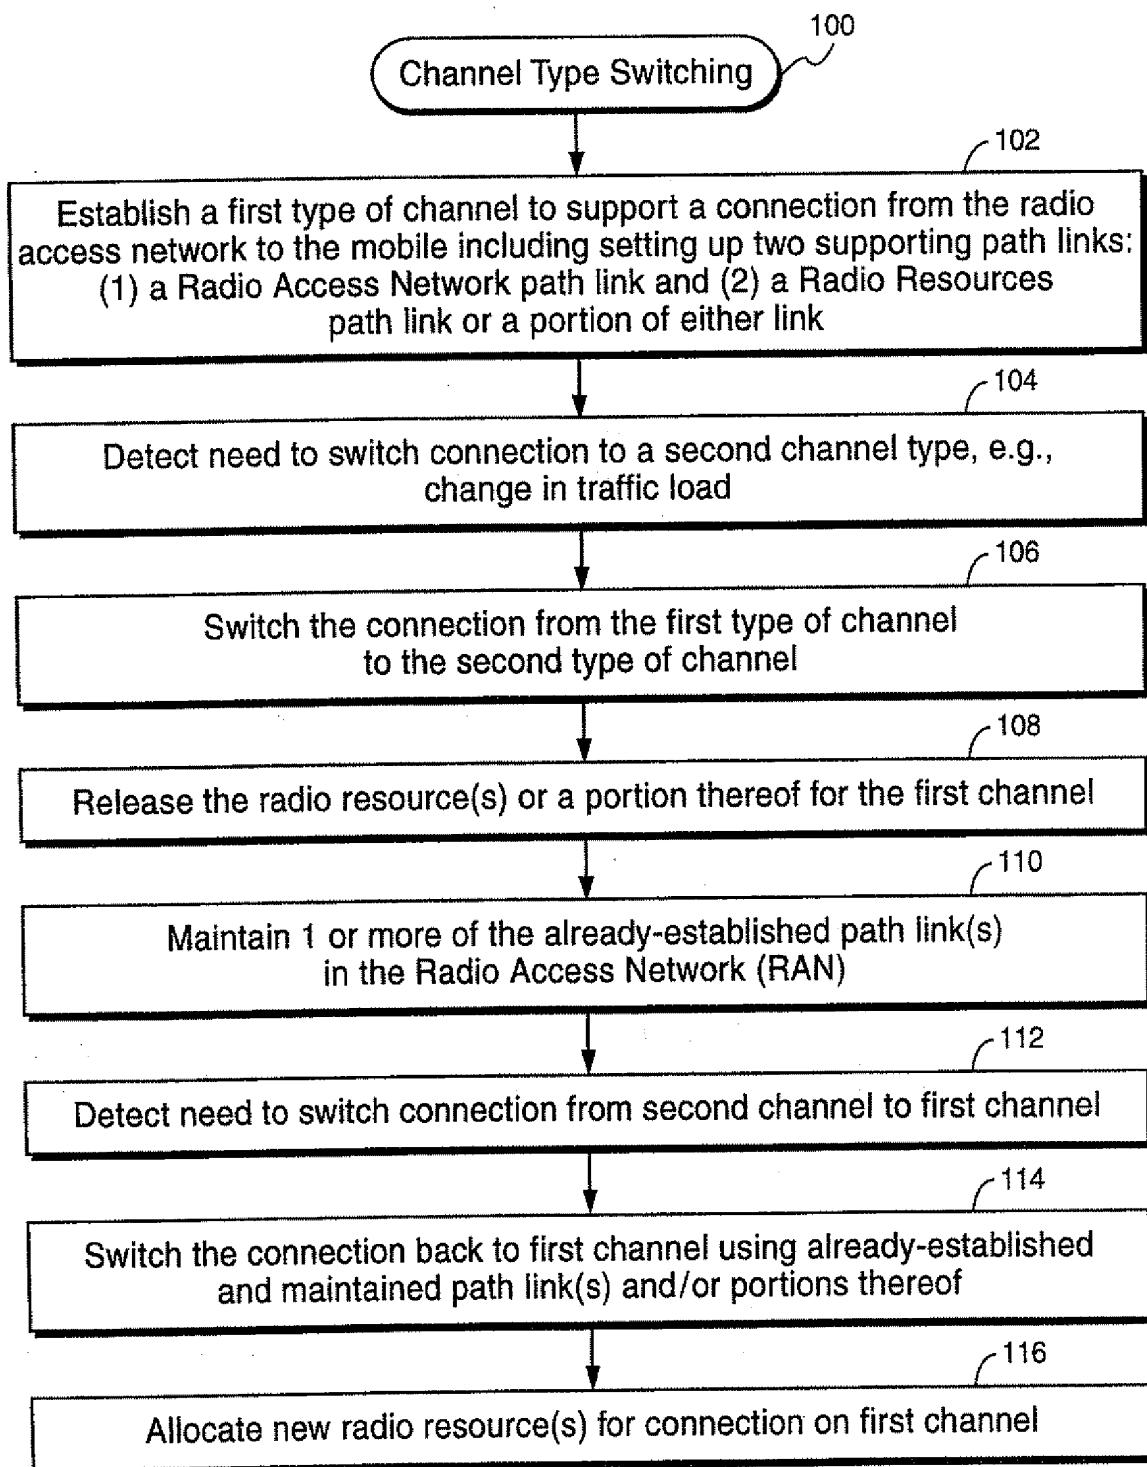 100
Channel Type Switching
102
Establish a first type of channel to support a connection from the radio
access network to the mobile including setting up two supporting path links:
(1) a Radio Access Network path link and (2) a Radio Resources
path link or a portion of either link
104
Detect need to switch connection to a second channel type, e.g.,
change in traffic load
106
Switch the connection from the first type of channel
to the second type of channel
108
Release the radio resource(s) or a portion thereof for the first channel
110
Maintain 1 or more of the already-established path link(s)
in the Radio Access Network (RAN)
112
Detect need to switch connection from second channel to first channel
114
Switch the connection back to first channel using already-established
and maintained path link(s) and/or portions thereof
116
Allocate new radio resource(s) for connection on first channel